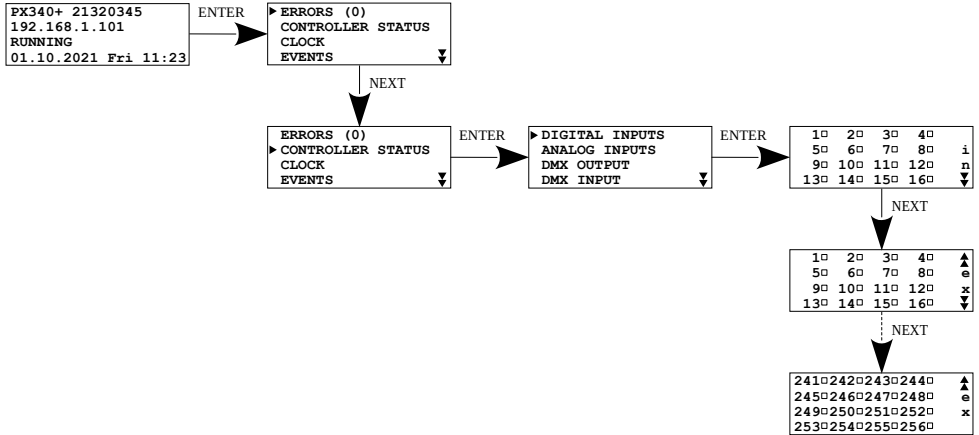 PX340+ 21320345
192.168.1.101
RUNNING
01.10.2021 Fri 11:23
ENTER
ERRORS (0)
CONTROLLER STATUS
CLOCK
EVENTS
NEXT
ERRORS (0)
CONTROLLER STATUS
CLOCK
EVENTS
ENTER
DIGITAL INPUTS
ANALOG INPUTS
DMX OUTPUT
DMX INPUT
ENTER
1 2 3 4
5 6 7 8 i
9 10 11 12 n
13 14 15 16
NEXT
1 2 3 4
5 6 7 8 e
9 10 11 12 x
13 14 15 16
NEXT
241 242 243 244
245 246 247 248 e
249 250 251 252 x
253 254 255 256